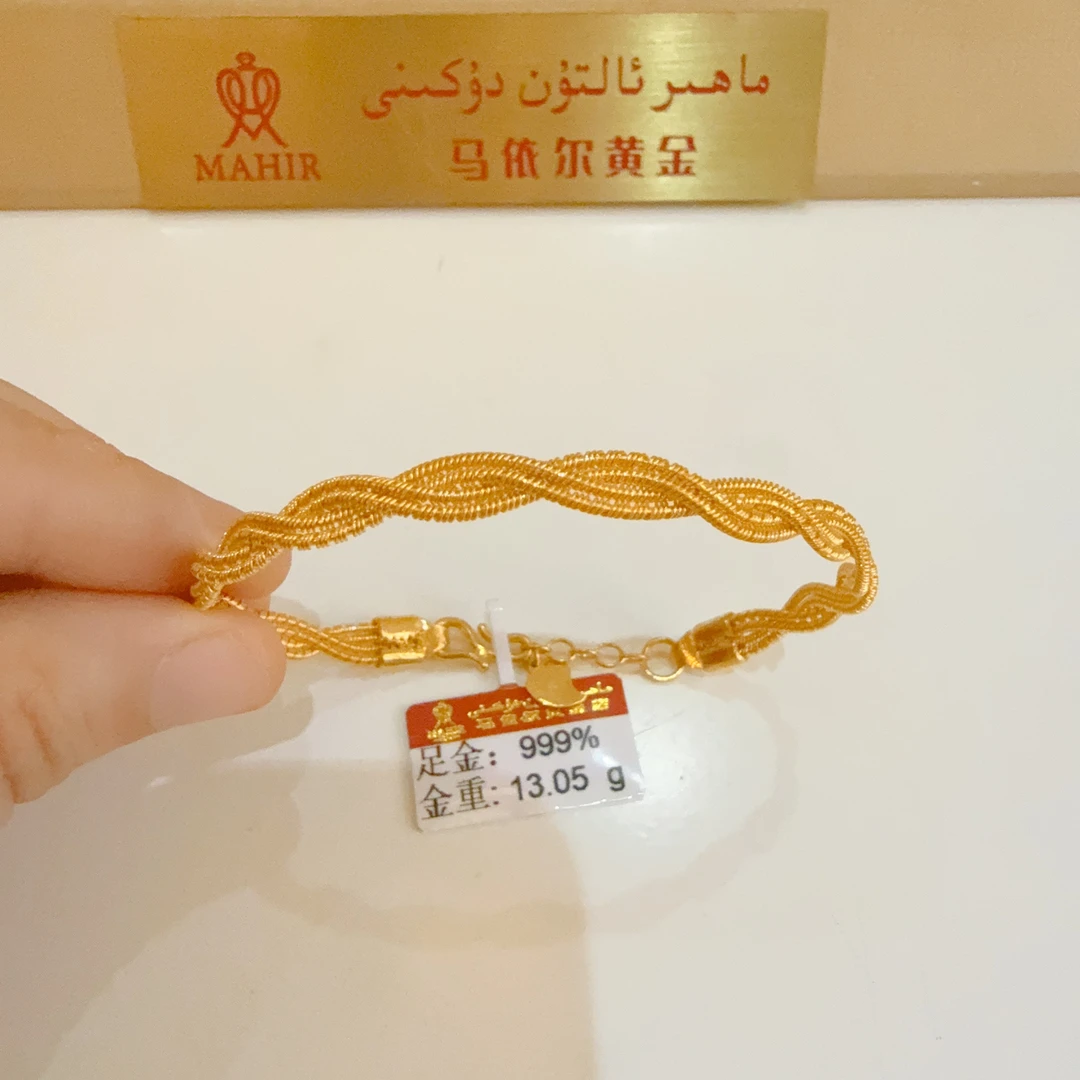 ماھىر ئالتۇن دۇكىنى
MAHIR
马依尔黄金
足金: 999%
金重: 13.05 g